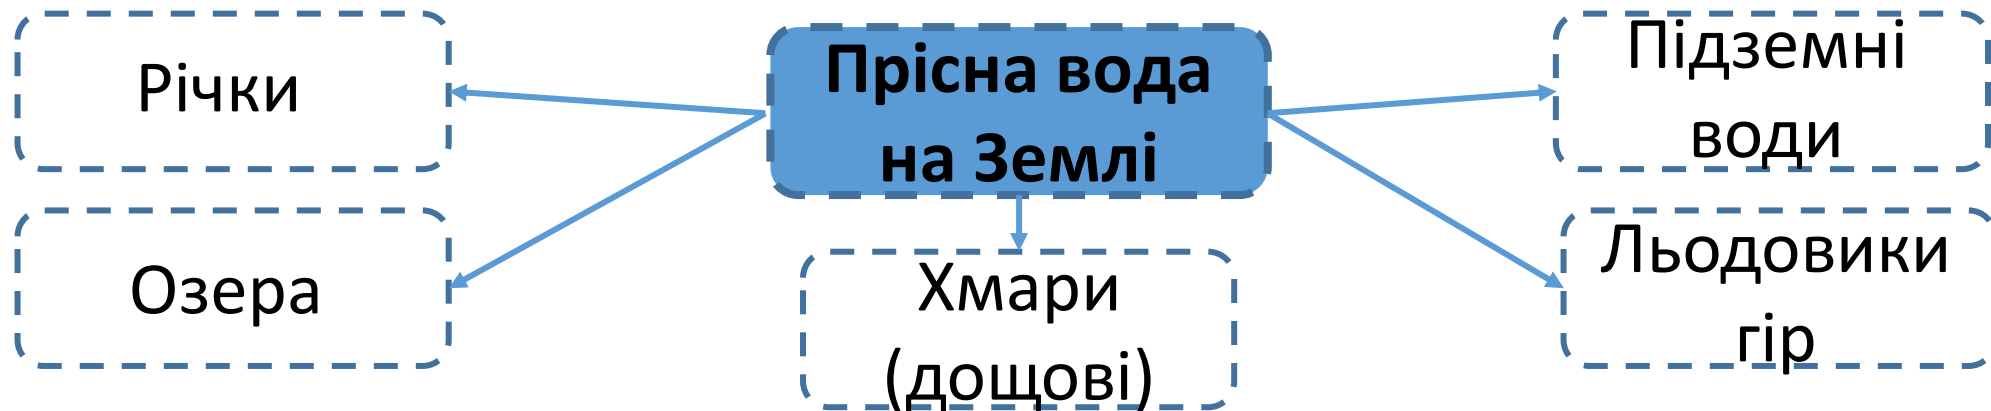 Річки
Озера
Прісна вода
на Землі
Хмари
(дощові)
Підземні
води
Льодовики
гір